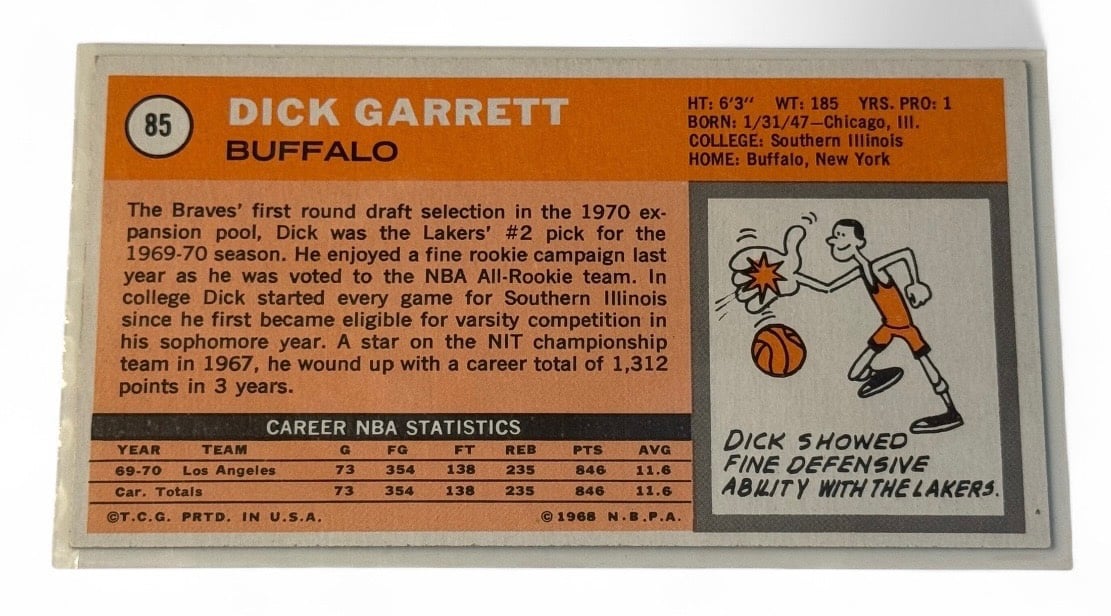 85
DICK GARRETT
BUFFALO
HT: 6'3" WT: 185 YRS. PRO: 1
BORN: 1/31/47—Chicago, Ill.
COLLEGE: Southern Illinois
HOME: Buffalo, New York
The Braves' first round draft selection in the 1970 ex-
pansion pool, Dick was the Lakers' #2 pick for the
1969-70 season. He enjoyed a fine rookie campaign last
year as he was voted to the NBA All-Rookie team. In
college Dick started every game for Southern Illinois
since he first became eligible for varsity competition in
his sophomore year. A star on the NIT championship
team in 1967, he wound up with a career total of 1,312
points in 3 years.
CAREER NBA STATISTICS
YEAR TEAM G FG FT REB PTS AVG
69-70 Los Angeles 73 354 138 235 846 11.6
Car. Totals 73 354 138 235 846 11.6
©T.C.G. PRTD. IN U.S.A. ©1968 N.B.P.A.
DICK SHOWED
FINE DEFENSIVE
ABILITY WITH THE LAKERS.